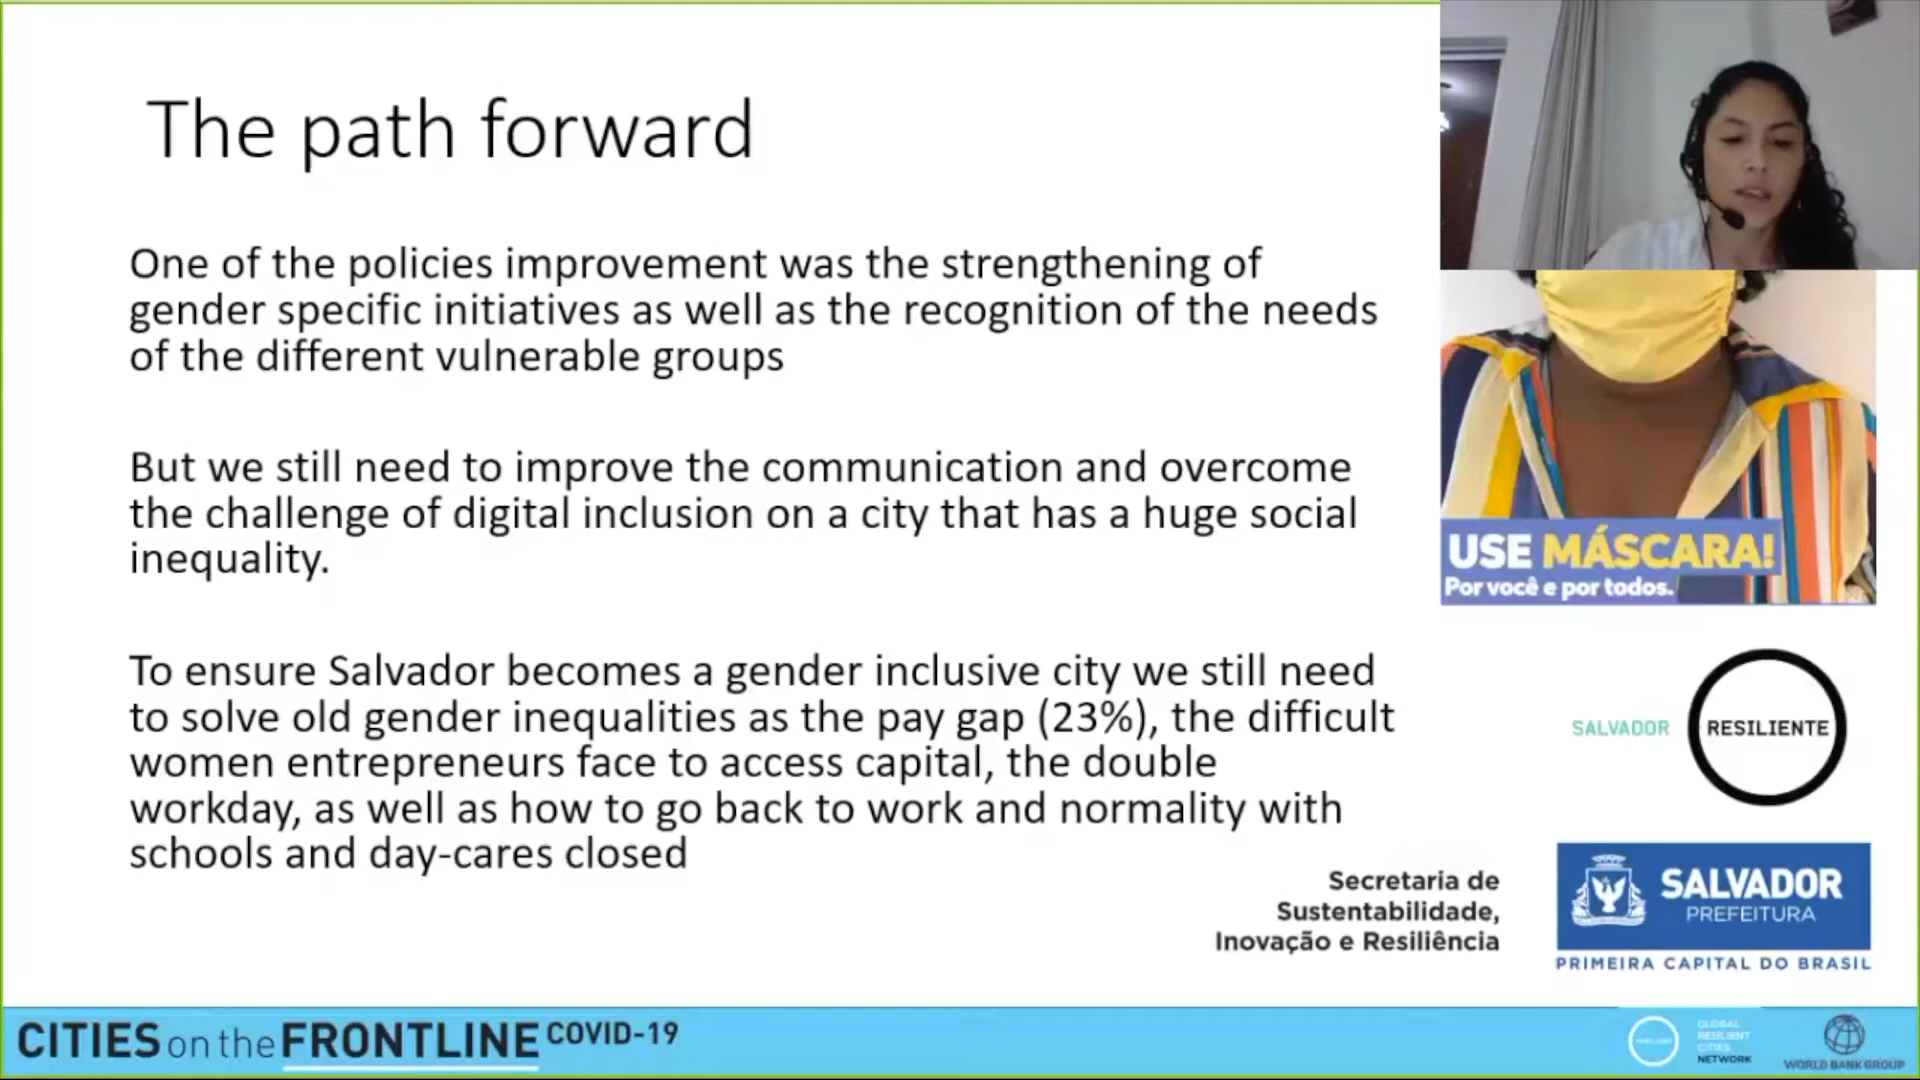 The path forward
One of the policies improvement was the strengthening of
gender specific initiatives as well as the recognition of the needs
of the different vulnerable groups
But we still need to improve the communication and overcome
the challenge of digital inclusion on a city that has a huge social
inequality.
To ensure Salvador becomes a gender inclusive city we still need
to solve old gender inequalities as the pay gap (23%), the difficult
women entrepreneurs face to access capital, the double
workday, as well as how to go back to work and normality with
schools and day-cares closed
USE MÁSCARA!
Por você e por todos.
SALVADOR RESILIENTE
Secretaria de
Sustentabilidade,
Inovação e Resiliência
SALVADOR
PREFEITURA
PRIMEIRA CAPITAL DO BRASIL
CITIES on the FRONTLINE COVID-19
GLOBAL
RESILIENT
CITIES
NETWORK
WORLD BANK GROUP